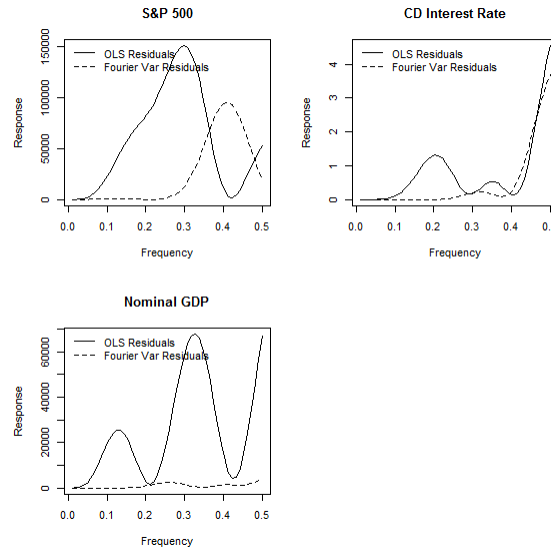 S&P 500
150000
OLS Residuals
Fourier Var Residuals
100000
Response
50000
0
0.0 0.1 0.2 0.3 0.4 0.5
Frequency
CD Interest Rate
OLS Residuals
4
Fourier Var Residuals
3
Response
2
1
0
0.0 0.1 0.2 0.3 0.4 0.5
Frequency
Nominal GDP
OLS Residuals
60000
Fourier Var Residuals
Response
40000
20000
0
0.0 0.1 0.2 0.3 0.4 0.5
Frequency